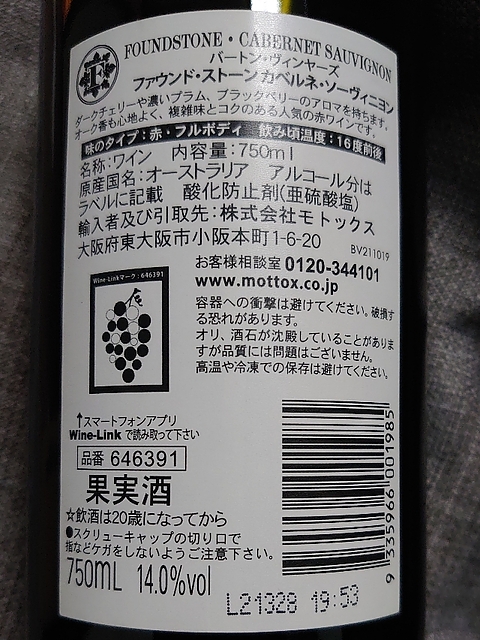 F
FOUNDSTONE・CABERNET SAUVIGNON
バートン・ヴィンヤーズ
ファウンド・ストーン カベルネ・ソーヴィニヨン
ダークチェリーや濃いプラム、ブラックベリーのアロマを持ちます。
オーク香も心地よく、複雑味とコクのある人気の赤ワインです。
味のタイプ：赤・フルボディ 飲み頃温度：16度前後
名称：ワイン 内容量：750ml
原産国名：オーストラリア アルコール分は
ラベルに記載 酸化防止剤(亜硫酸塩)
輸入者及び引取先：株式会社モトックス
大阪府東大阪市小阪本町1-6-20
BV211019
お客様相談室 0120-344101
www.mottox.co.jp
容器への衝撃は避けてください。破損す
る恐れがあります。
オリ、酒石が沈殿していることがありま
すが品質には問題はございません。
高温や冷凍での保存は避けてください。
Wine-Linkマーク：646391
↑スマートフォンアプリ
Wine-Link で読み取って下さい
品番 646391
果実酒
☆飲酒は20歳になってから
●スクリューキャップの切り口で
指などケガをしないようご注意下さい。
750mL 14.0%vol
9 335966 001985
L21328 19:53